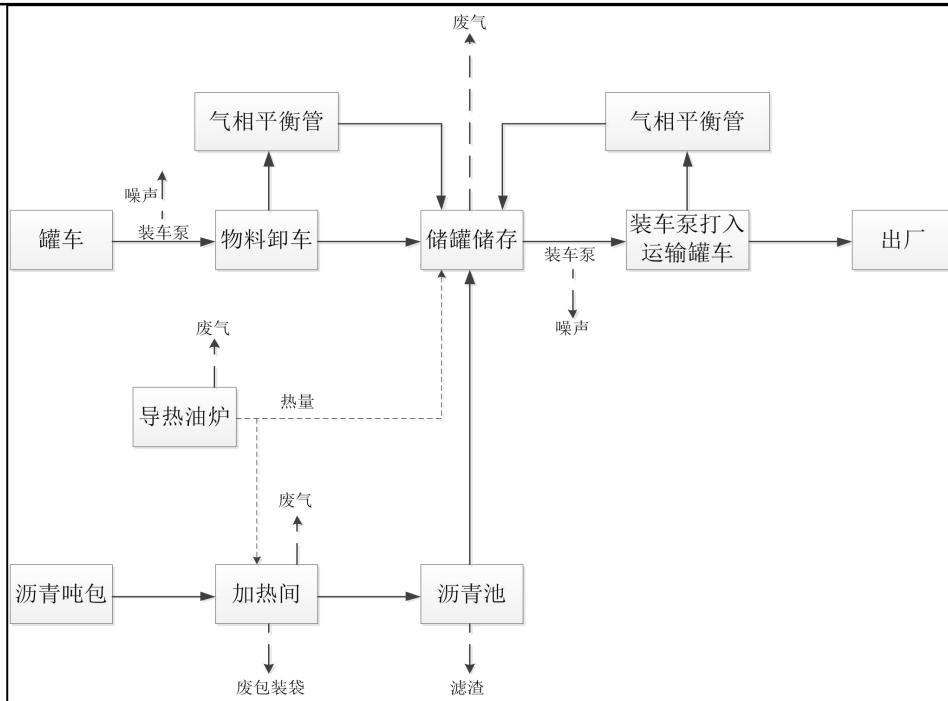 废气
气相平衡管
气相平衡管
噪声
罐车
装车泵
物料卸车
储罐储存
装车泵
装车泵打入
运输罐车
出厂
噪声
废气
导热油炉
热量
废气
沥青吨包
加热间
沥青池
废包装袋
滤渣